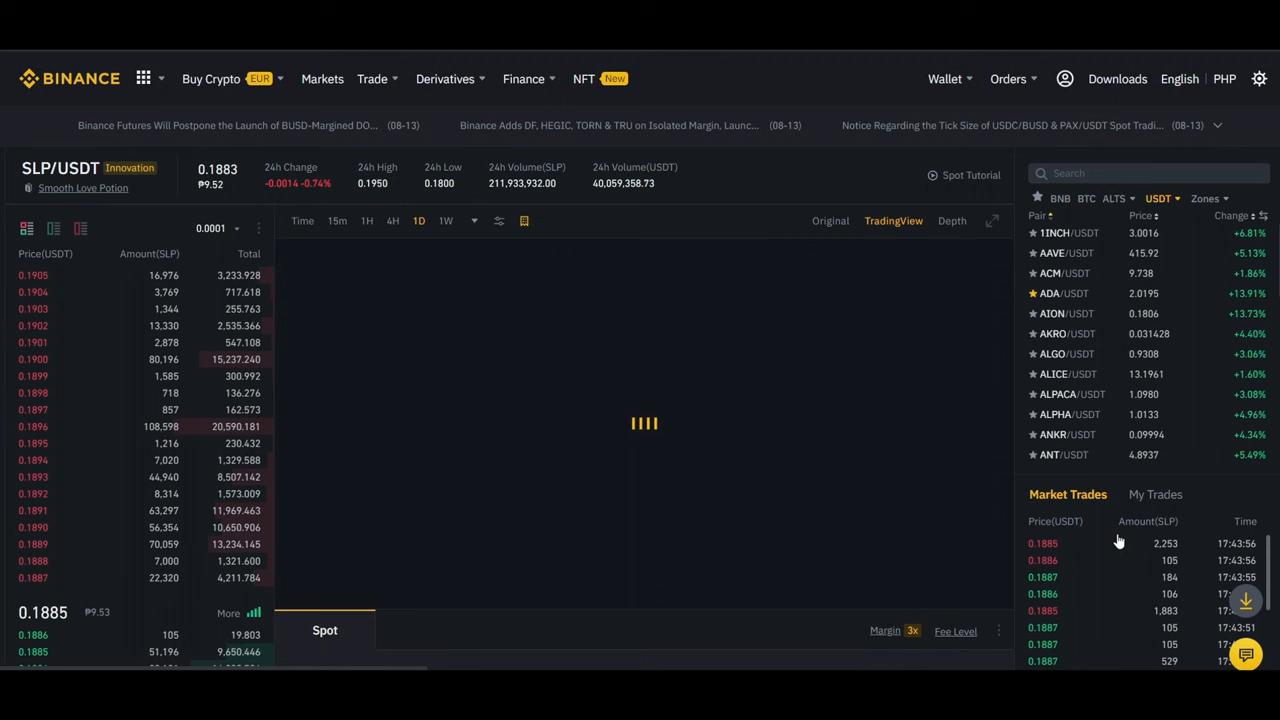 BINANCE Buy Crypto EUR Markets Trade Derivatives Finance NFT New Wallet Orders Downloads English PHP
Binance Futures Will Postpone the Launch of BUSD-Margined DO... (08-13) Binance Adds DF, HEGIC, TORN & TRU on Isolated Margin, Launc... (08-13) Notice Regarding the Tick Size of USDC/BUSD & PAX/USDT Spot Tradi... (08-13)
SLP/USDT Innovation
Smooth Love Potion
0.1883
₱9.52
24h Change
-0.0014 -0.74%
24h High
0.1950
24h Low
0.1800
24h Volume(SLP)
211,933,932.00
24h Volume(USDT)
40,059,358.73
Spot Tutorial
0.0001
Price(USDT) Amount(SLP) Total
0.1905 16,976 3,233.928
0.1904 3,769 717.618
0.1903 1,344 255.763
0.1902 13,330 2,535.366
0.1901 2,878 547.108
0.1900 80,196 15,237.240
0.1899 1,585 300.992
0.1898 718 136.276
0.1897 857 162.573
0.1896 108,598 20,590.181
0.1895 1,216 230.432
0.1894 7,020 1,329.588
0.1893 44,940 8,507.142
0.1892 8,314 1,573.009
0.1891 63,297 11,969.463
0.1890 56,354 10,650.906
0.1889 70,059 13,234.145
0.1888 7,000 1,321.600
0.1887 22,320 4,211.784
0.1885 ₱9.53 More
0.1886 105 19.803
0.1885 51,196 9,650.446
Time 15m 1H 4H 1D 1W Original TradingView Depth
Spot Margin 3x Fee Level
Search
BNB BTC ALTS USDT Zones
Pair Price Change
1INCH/USDT 3.0016 +6.81%
AAVE/USDT 415.92 +5.13%
ACM/USDT 9.738 +1.86%
ADA/USDT 2.0195 +13.91%
AION/USDT 0.1806 +13.73%
AKRO/USDT 0.031428 +4.40%
ALGO/USDT 0.9308 +3.06%
ALICE/USDT 13.1961 +1.60%
ALPACA/USDT 1.0980 +3.08%
ALPHA/USDT 1.0133 +4.96%
ANKR/USDT 0.09994 +4.34%
ANT/USDT 4.8937 +5.49%
Market Trades My Trades
Price(USDT) Amount(SLP) Time
0.1885 2,253 17:43:56
0.1886 105 17:43:56
0.1887 184 17:43:55
0.1886 106
0.1885 1,883
0.1887 105 17:43:51
0.1887 105
0.1887 529